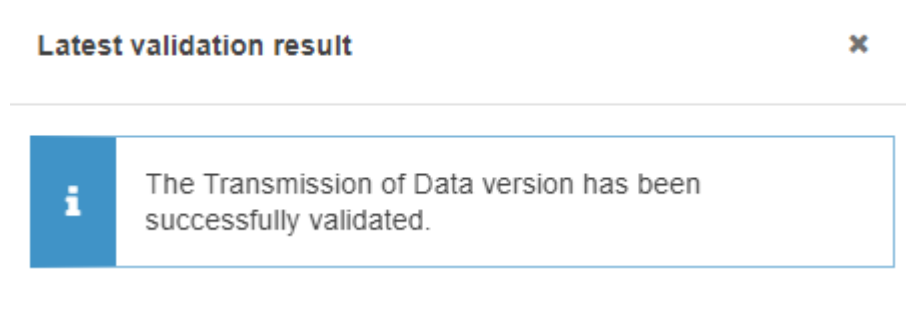 Latest validation result
The Transmission of Data version has been
successfully validated.